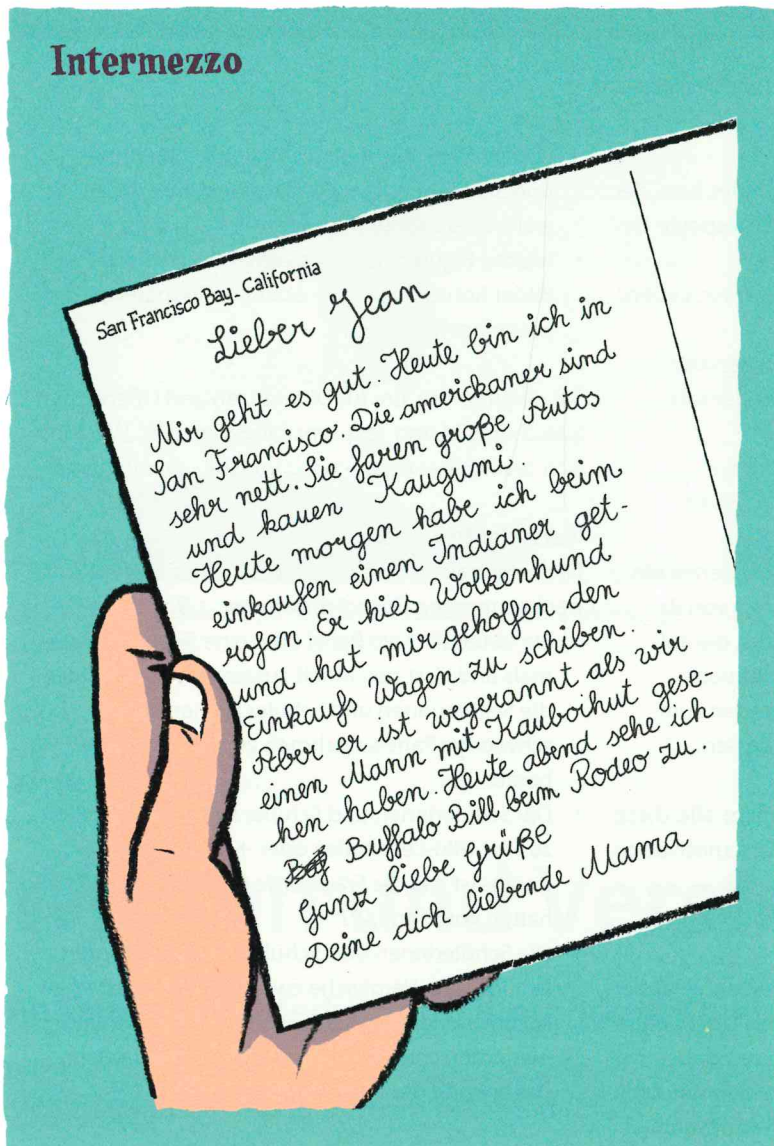 Intermezzo
San Francisco Bay- California
Lieber Jean
Mir geht es gut. Heute bin ich in
San Francisco. Die americkaner sind
sehr nett. Sie faren große Autos
und kauen Kaugumi.
Heute morgen habe ich beim
einkaufen einen Indianer get-
rofen. Er hies Wolkenhund
und hat mir geholfen den
Einkaufs Wagen zu schiben.
Aber er ist wegerannt als wir
einen Mann mit Kauboihut gese-
hen haben. Heute abend sehe ich
Buffalo Bill beim Rodeo zu
Ganz liebe Grüße
Deine dich liebende Mama